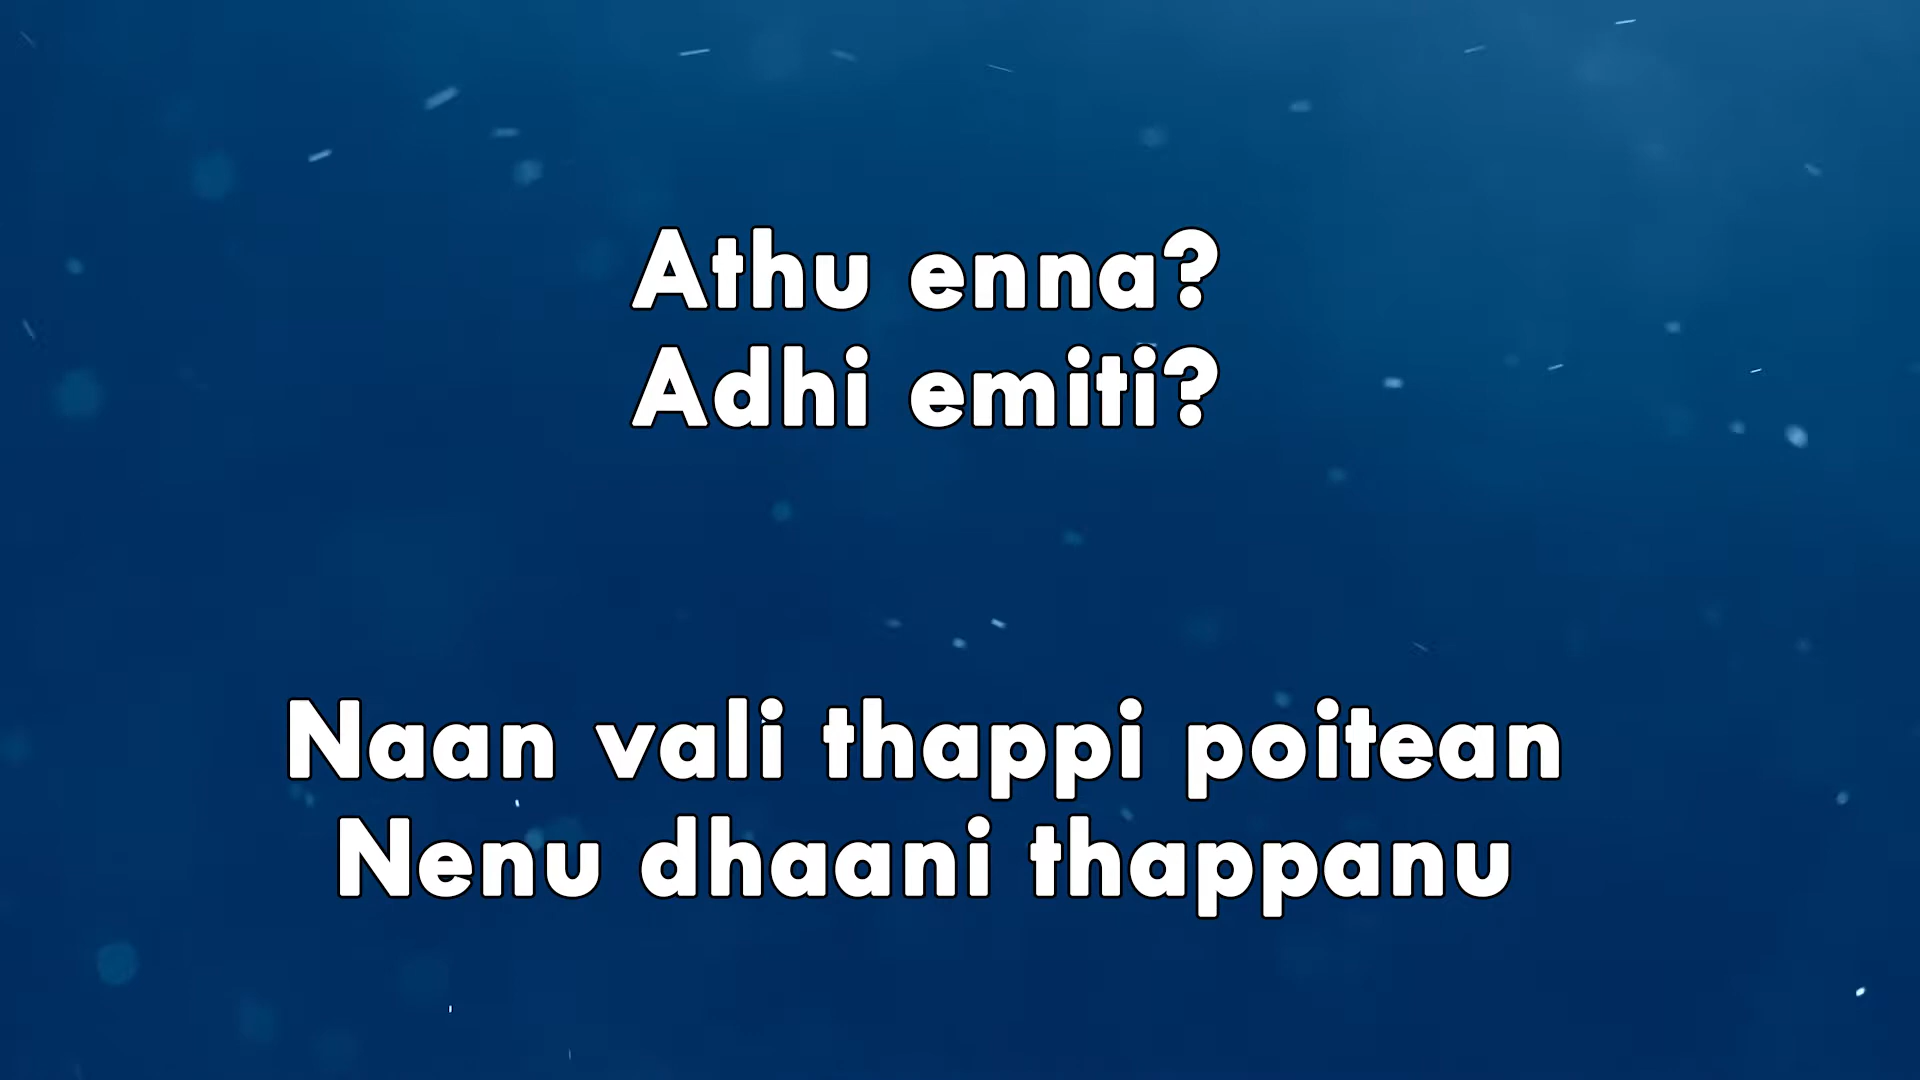 Athu enna?
Adhi emiti?
Naan vali thappi poitean
Nenu dhaani thappanu